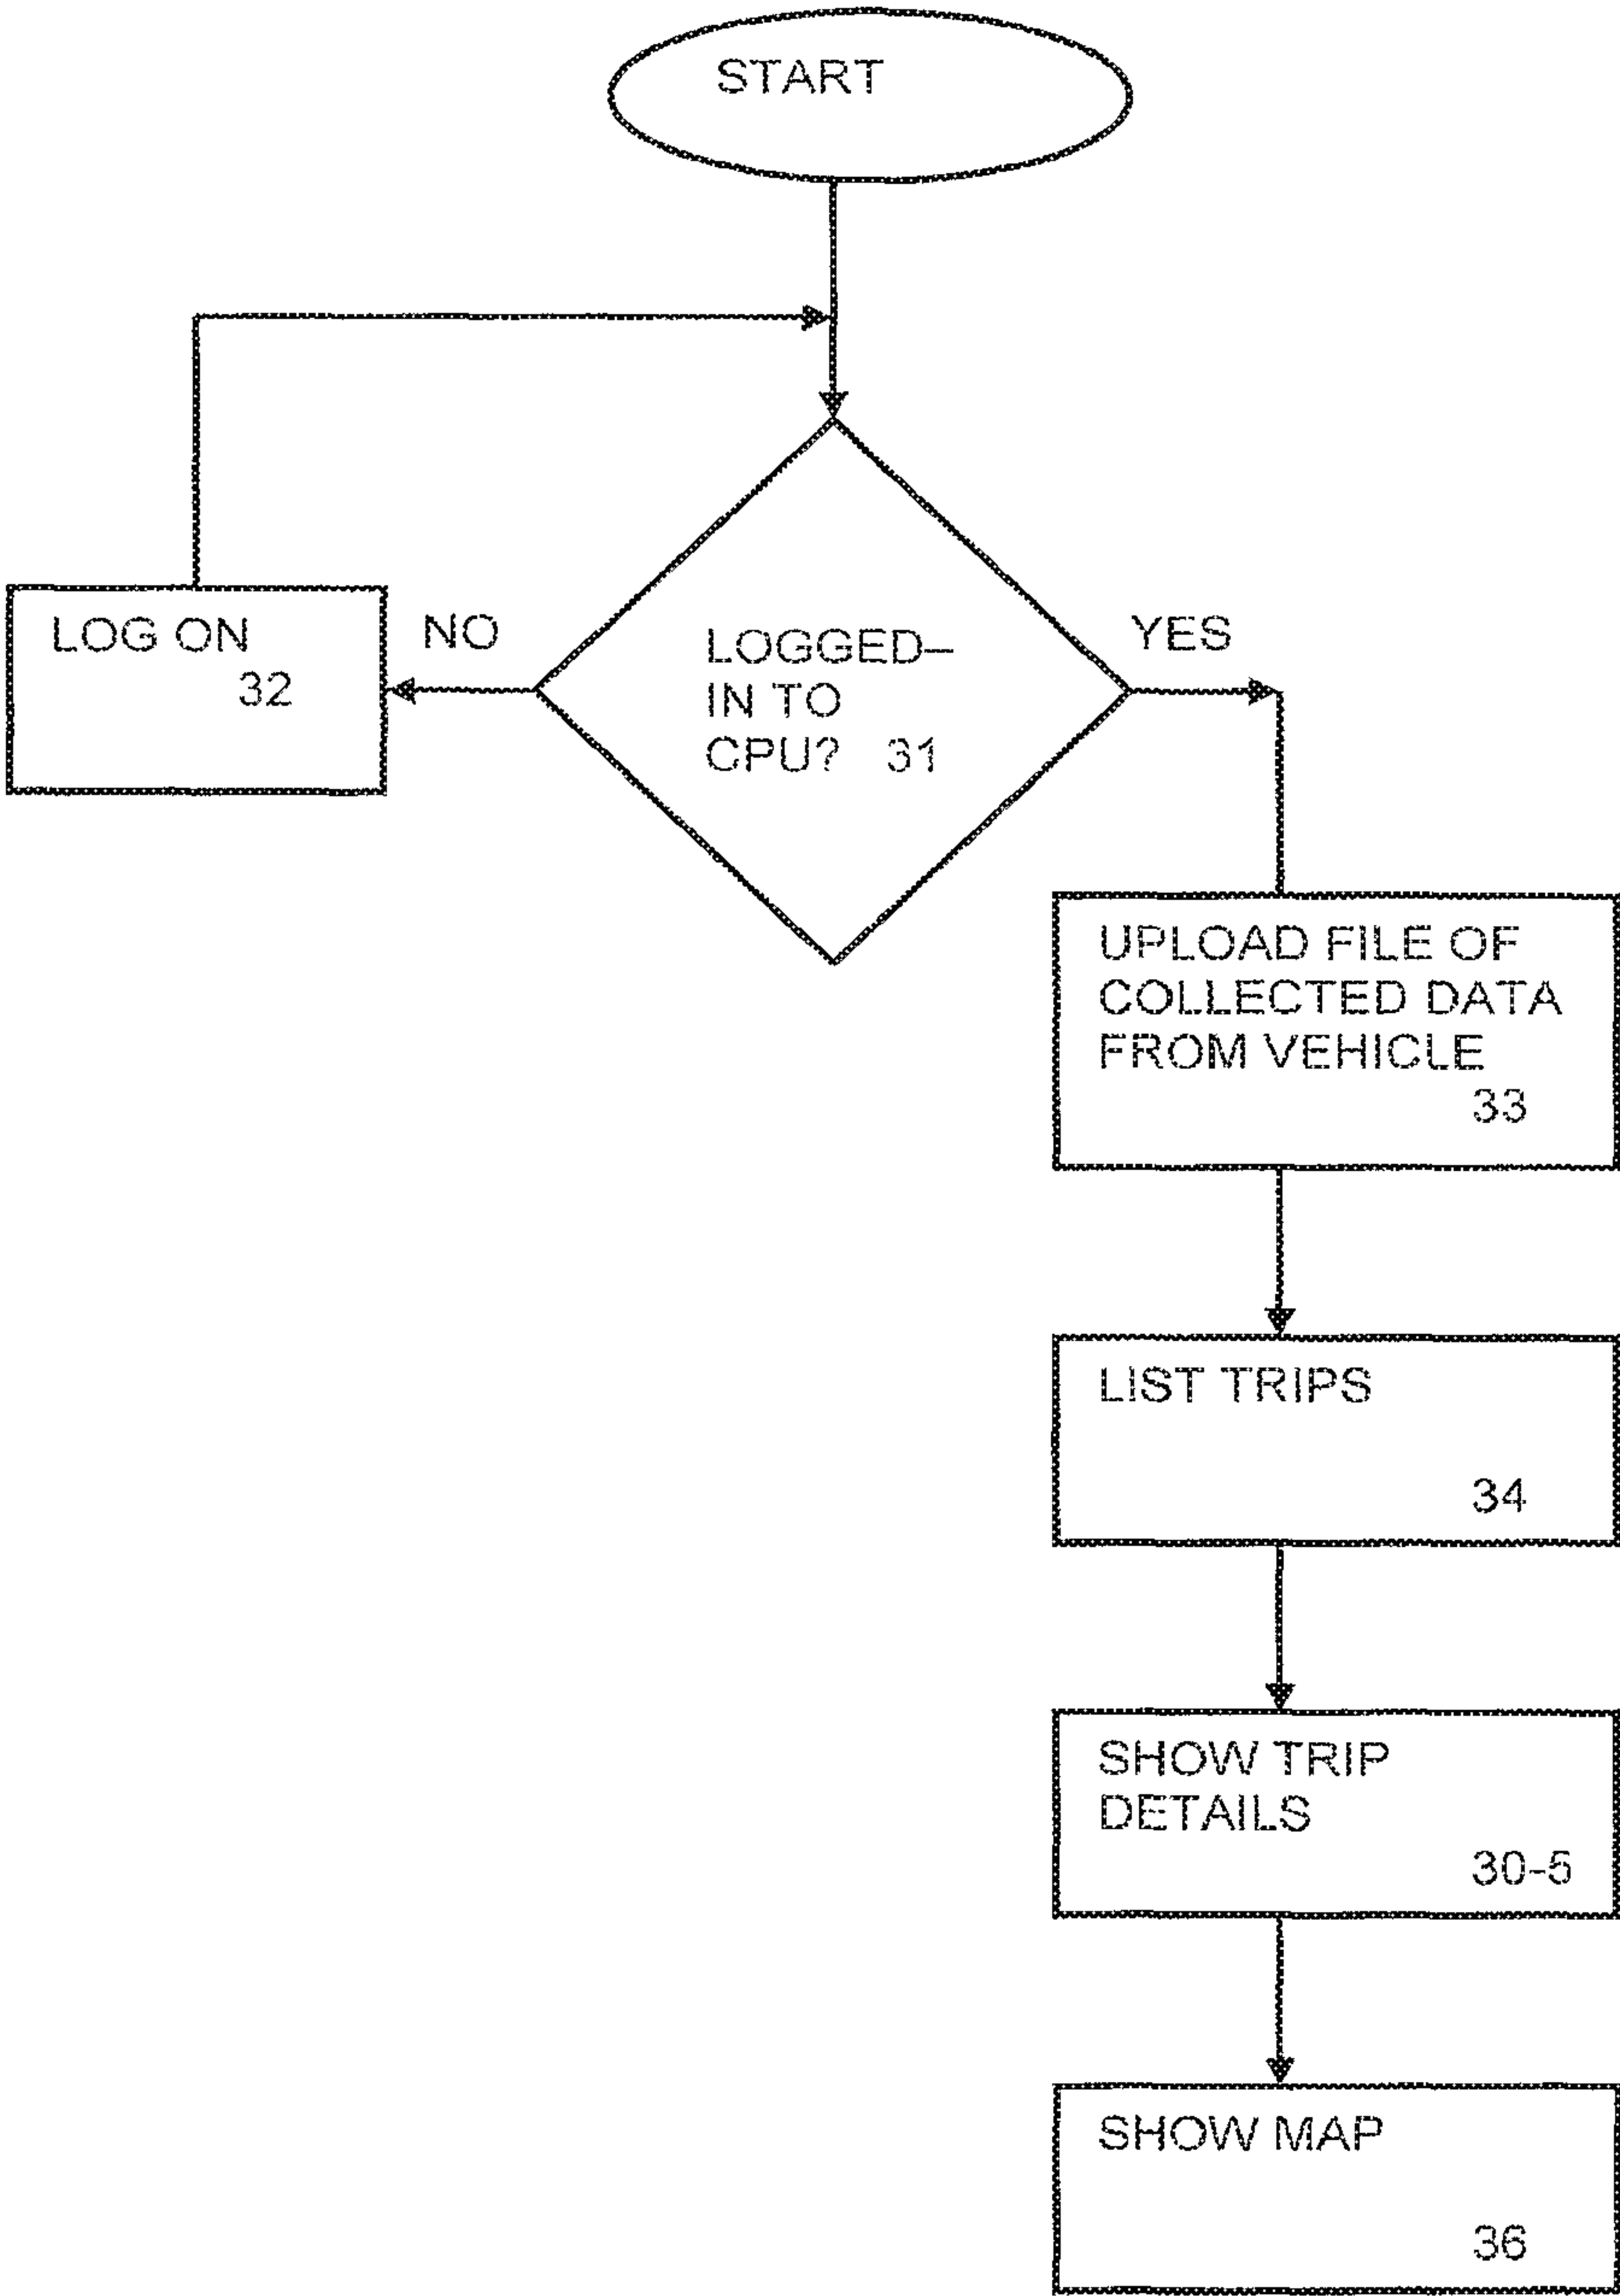 START
LOG ON
32
NO
LOGGED–
IN TO
CPU? 31
YES
UPLOAD FILE OF
COLLECTED DATA
FROM VEHICLE
33
LIST TRIPS
34
SHOW TRIP
DETAILS
30-5
SHOW MAP
36